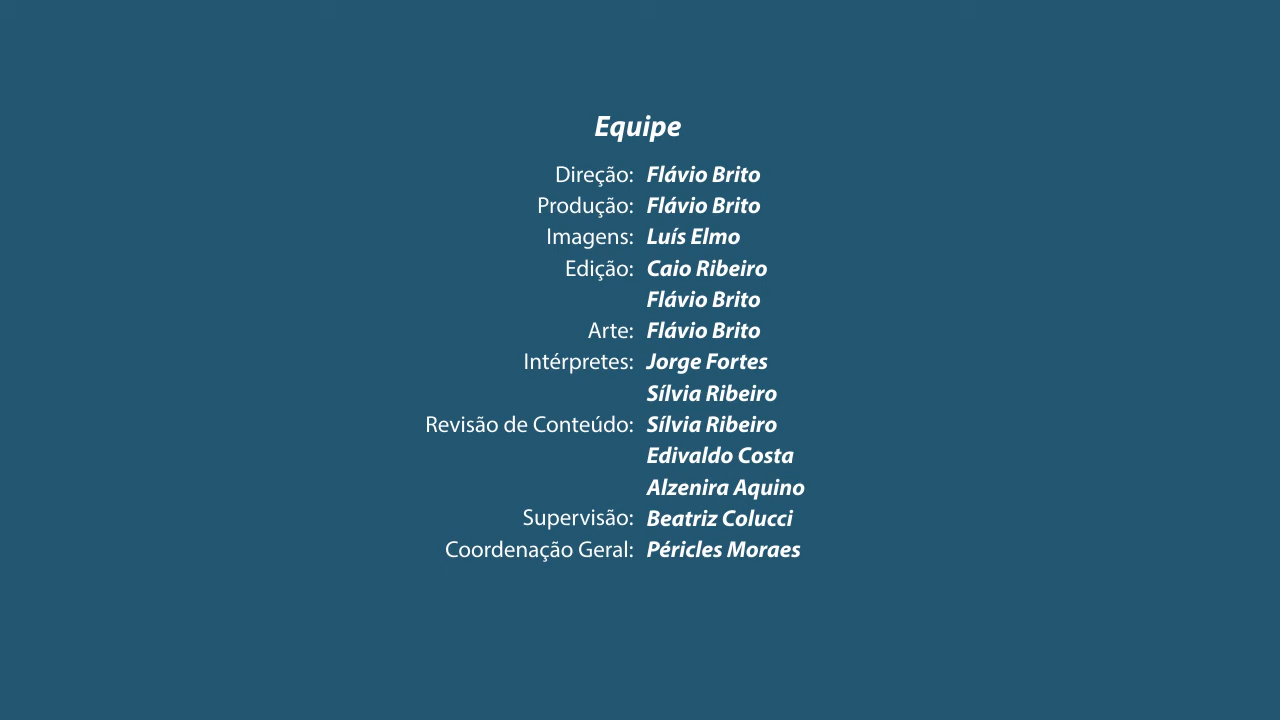 Equipe
Direção: Flávio Brito
Produção: Flávio Brito
Imagens: Luís Elmo
Edição: Caio Ribeiro
Flávio Brito
Arte: Flávio Brito
Intérpretes: Jorge Fortes
Sílvia Ribeiro
Revisão de Conteúdo: Sílvia Ribeiro
Edivaldo Costa
Alzenira Aquino
Supervisão: Beatriz Colucci
Coordenação Geral: Péricles Moraes